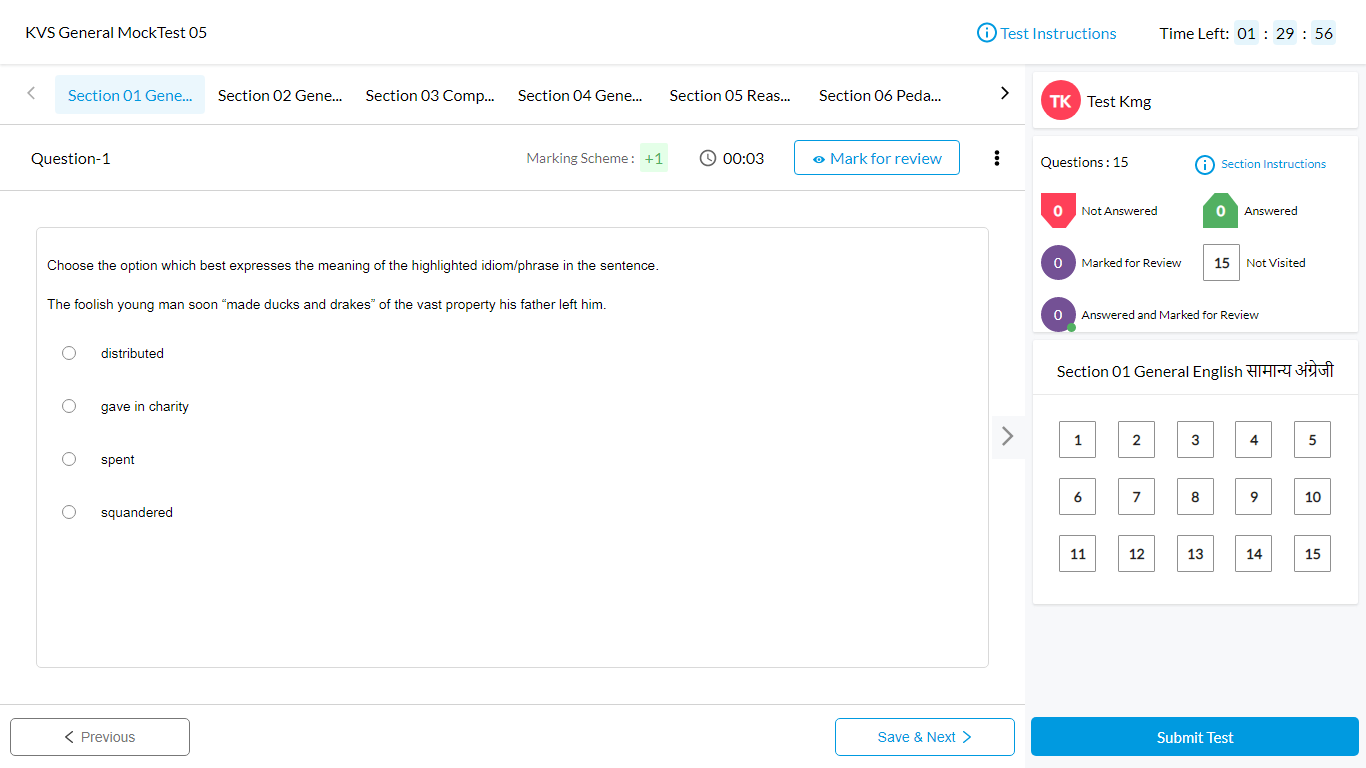 KVS General MockTest 05
Test Instructions
Time Left: 01 : 29 : 56
Section 01 Gene...
Section 02 Gene...
Section 03 Comp...
Section 04 Gene...
Section 05 Reas...
Section 06 Peda...
TK Test Kmg
Question-1
Marking Scheme : +1
00:03
Mark for review
Questions : 15
Section Instructions
0 Not Answered
0 Answered
0 Marked for Review
15 Not Visited
0 Answered and Marked for Review
Choose the option which best expresses the meaning of the highlighted idiom/phrase in the sentence.
The foolish young man soon “made ducks and drakes” of the vast property his father left him.
distributed
gave in charity
spent
squandered
Section 01 General English सामान्य अंग्रेजी
1 2 3 4 5
6 7 8 9 10
11 12 13 14 15
Previous
Save & Next
Submit Test